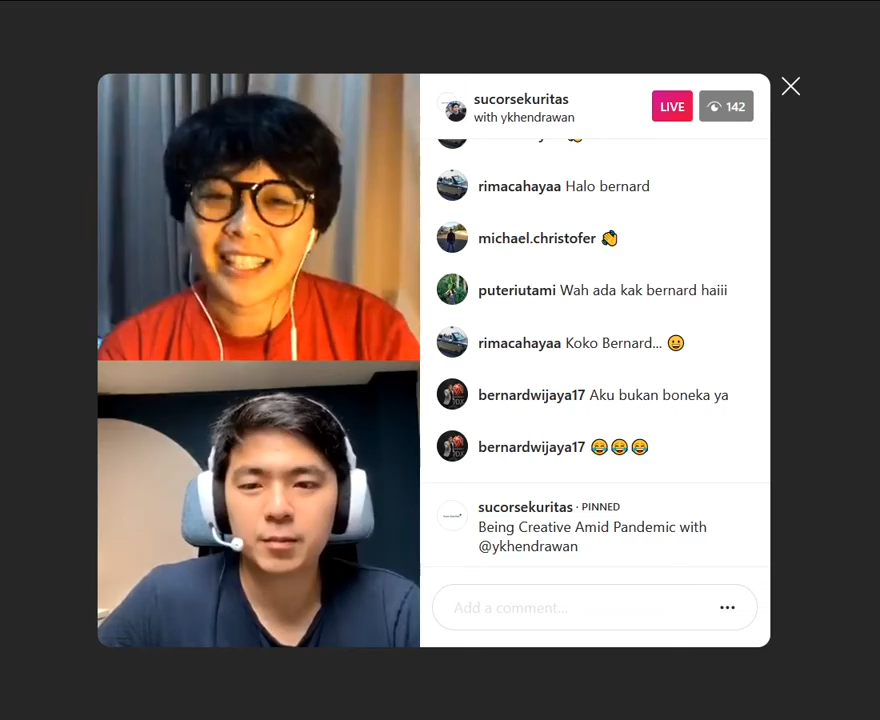 sucorsekuritas
with ykhendrawan
LIVE
142
rimacahayaa Halo bernard
michael.christofer 👏
puteriutami Wah ada kak bernard haiii
rimacahayaa Koko Bernard... 😀
bernardwijaya17 Aku bukan boneka ya
bernardwijaya17 😂😂😂
sucorsekuritas · PINNED
Being Creative Amid Pandemic with
@ykhendrawan
Add a comment...